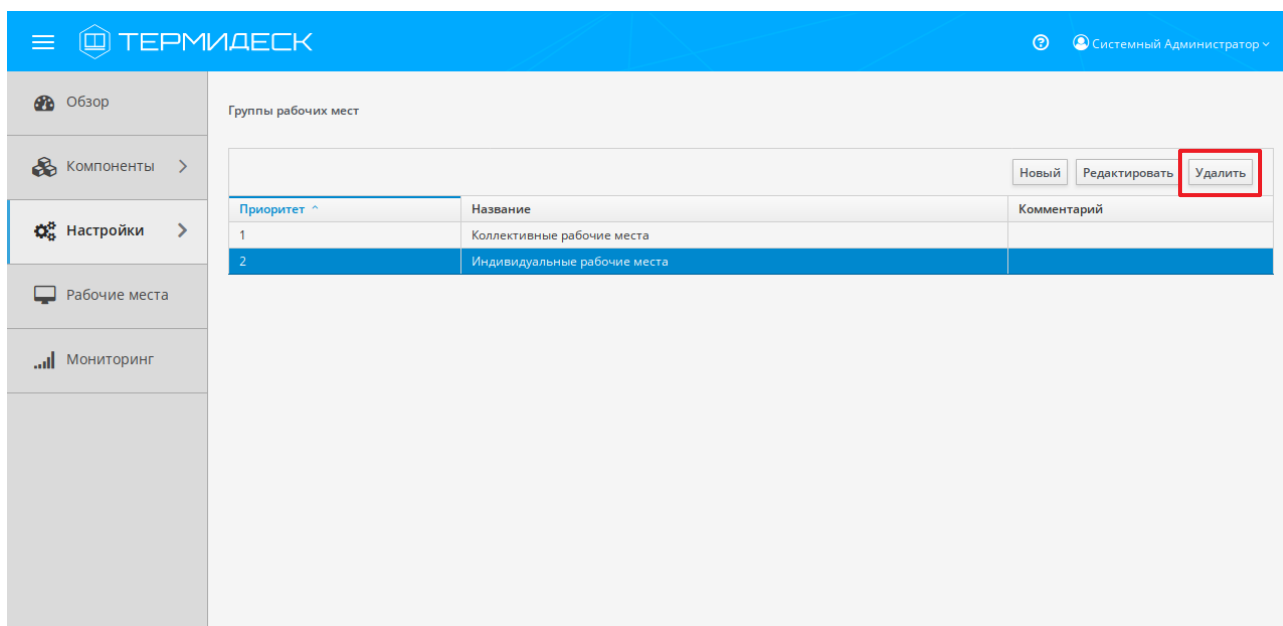 ТЕРМИДЕСК
Системный Администратор
Обзор
Группы рабочих мест
Компоненты
Новый Редактировать Удалить
Приоритет Название Комментарий
1 Коллективные рабочие места
Настройки
2 Индивидуальные рабочие места
Рабочие места
Мониторинг